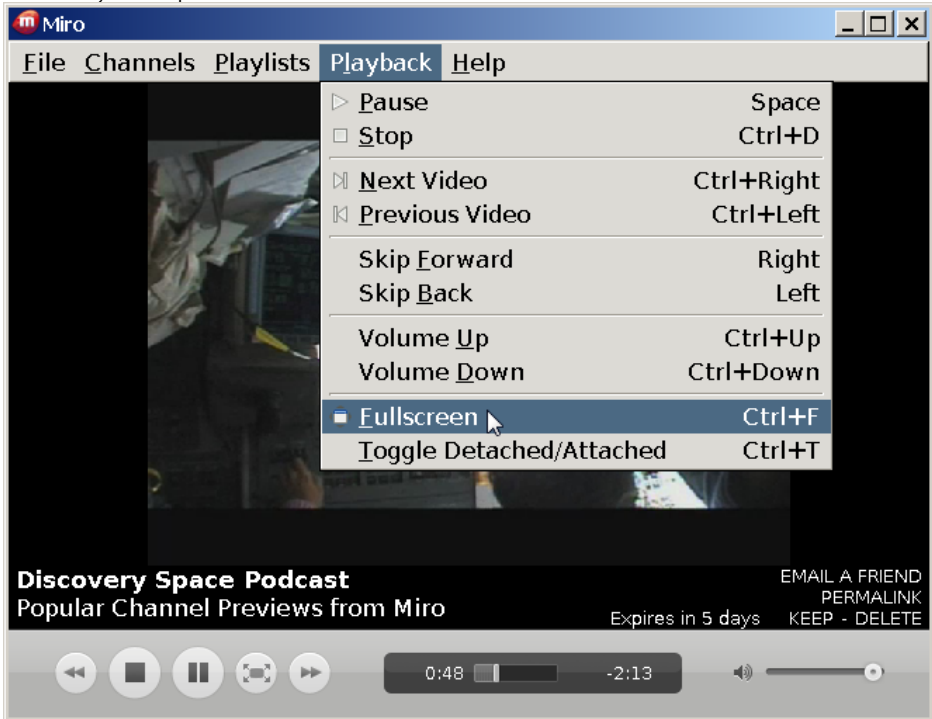 Miro
File Channels Playlists Playback Help
Pause Space
Stop Ctrl+D
Next Video Ctrl+Right
Previous Video Ctrl+Left
Skip Forward Right
Skip Back Left
Volume Up Ctrl+Up
Volume Down Ctrl+Down
Fullscreen Ctrl+F
Toggle Detached/Attached Ctrl+T
Discovery Space Podcast
Popular Channel Previews from Miro
EMAIL A FRIEND
PERMALINK
Expires in 5 days KEEP - DELETE
0:48 -2:13